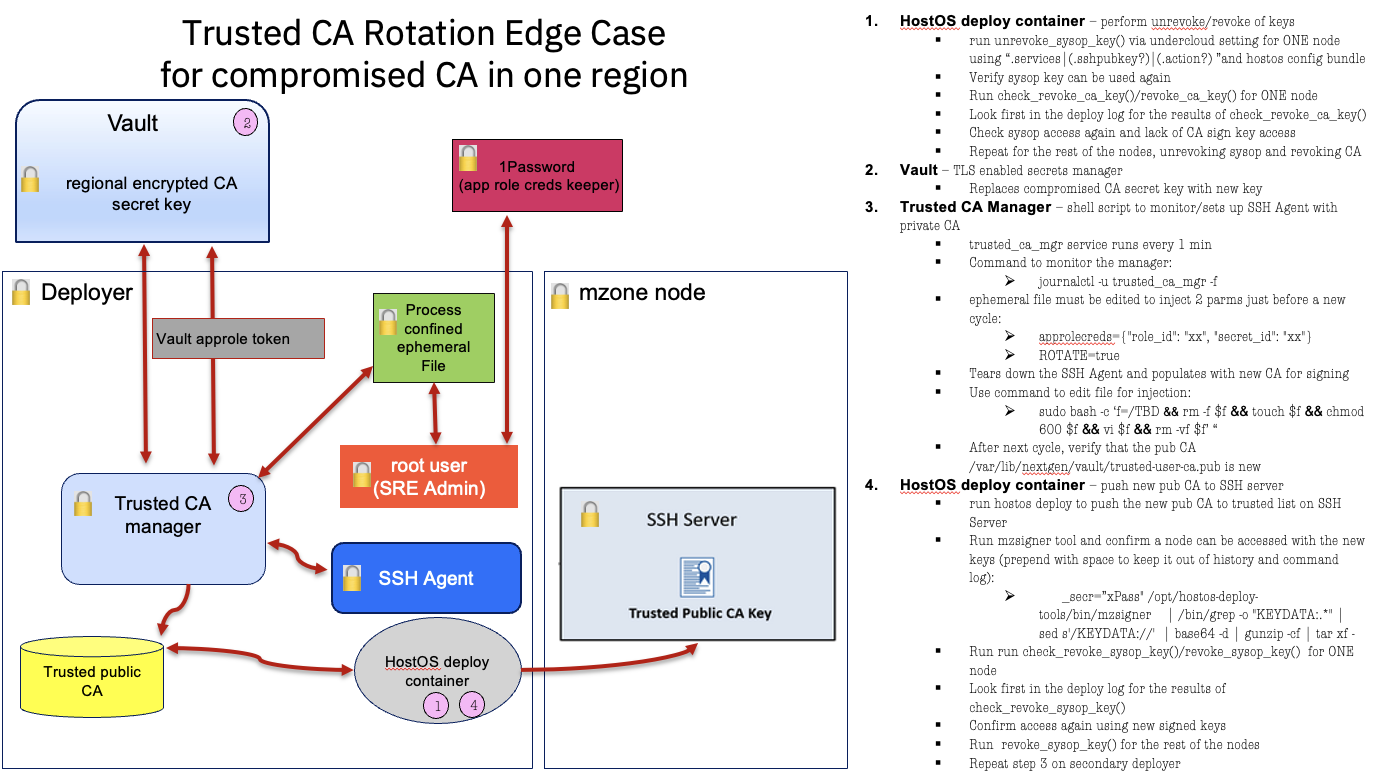 Trusted CA Rotation Edge Case
for compromised CA in one region
Vault
2
regional encrypted CA
secret key
1Password
(app role creds keeper)
Deployer
mzone node
Process
confined
ephemeral
File
Vault approle token
root user
(SRE Admin)
Trusted CA
manager
3
SSH Server
Trusted Public CA Key
SSH Agent
HostOS deploy
container
1
4
Trusted public
CA
1. HostOS deploy container – perform unrevoke/revoke of keys
▪ run unrevoke_sysop_key() via undercloud setting for ONE node
using “.services|(.sshpubkey?)|(.action?) ”and hostos config bundle
▪ Verify sysop key can be used again
▪ Run check_revoke_ca_key()/revoke_ca_key() for ONE node
▪ Look first in the deploy log for the results of check_revoke_ca_key()
▪ Check sysop access again and lack of CA sign key access
▪ Repeat for the rest of the nodes, unrevoking sysop and revoking CA
2. Vault – TLS enabled secrets manager
▪ Replaces compromised CA secret key with new key
3. Trusted CA Manager – shell script to monitor/sets up SSH Agent with
private CA
▪ trusted_ca_mgr service runs every 1 min
▪ Command to monitor the manager:
➢ journalctl -u trusted_ca_mgr -f
▪ ephemeral file must be edited to inject 2 parms just before a new
cycle:
➢ approlecreds={"role_id": "xx", "secret_id": "xx"}
➢ ROTATE=true
▪ Tears down the SSH Agent and populates with new CA for signing
▪ Use command to edit file for injection:
➢ sudo bash -c 'f=/TBD && rm -f $f && touch $f && chmod
600 $f && vi $f && rm -vf $f' “
▪ After next cycle, verify that the pub CA
/var/lib/nextgen/vault/trusted-user-ca.pub is new
4. HostOS deploy container – push new pub CA to SSH server
▪ run hostos deploy to push the new pub CA to trusted list on SSH
Server
▪ Run mzsigner tool and confirm a node can be accessed with the new
keys (prepend with space to keep it out of history and command
log):
➢ _secr=”xPass" /opt/hostos-deploy-
tools/bin/mzsigner | /bin/grep -o "KEYDATA:.*" |
sed s'/KEYDATA://' | base64 -d | gunzip -cf | tar xf -
▪ Run run check_revoke_sysop_key()/revoke_sysop_key() for ONE
node
▪ Look first in the deploy log for the results of
check_revoke_sysop_key()
▪ Confirm access again using new signed keys
▪ Run revoke_sysop_key() for the rest of the nodes
▪ Repeat step 3 on secondary deployer